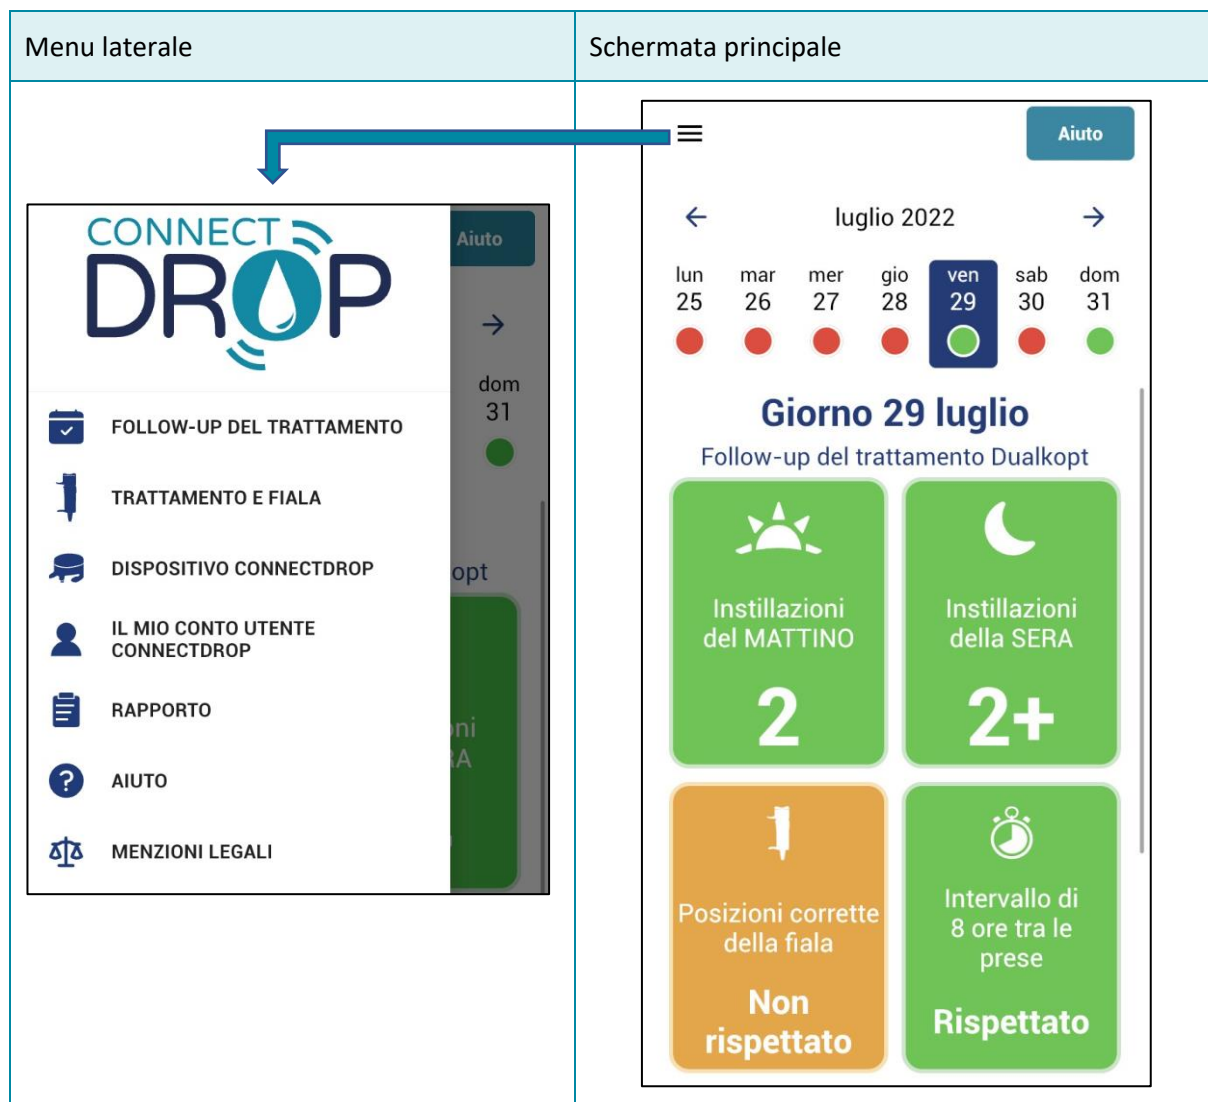 Menu laterale
Schermata principale
CONNECT
DROP
Aiuto
dom
31
opt
oni
RA
FOLLOW-UP DEL TRATTAMENTO
TRATTAMENTO E FIALA
DISPOSITIVO CONNECTDROP
IL MIO CONTO UTENTE
CONNECTDROP
RAPPORTO
AIUTO
MENZIONI LEGALI
Aiuto
luglio 2022
lun mar mer gio ven sab dom
25 26 27 28 29 30 31
Giorno 29 luglio
Follow-up del trattamento Dualkopt
Instillazioni
del MATTINO
2
Instillazioni
della SERA
2+
Posizioni corrette
della fiala
Non
rispettato
Intervallo di
8 ore tra le
prese
Rispettato